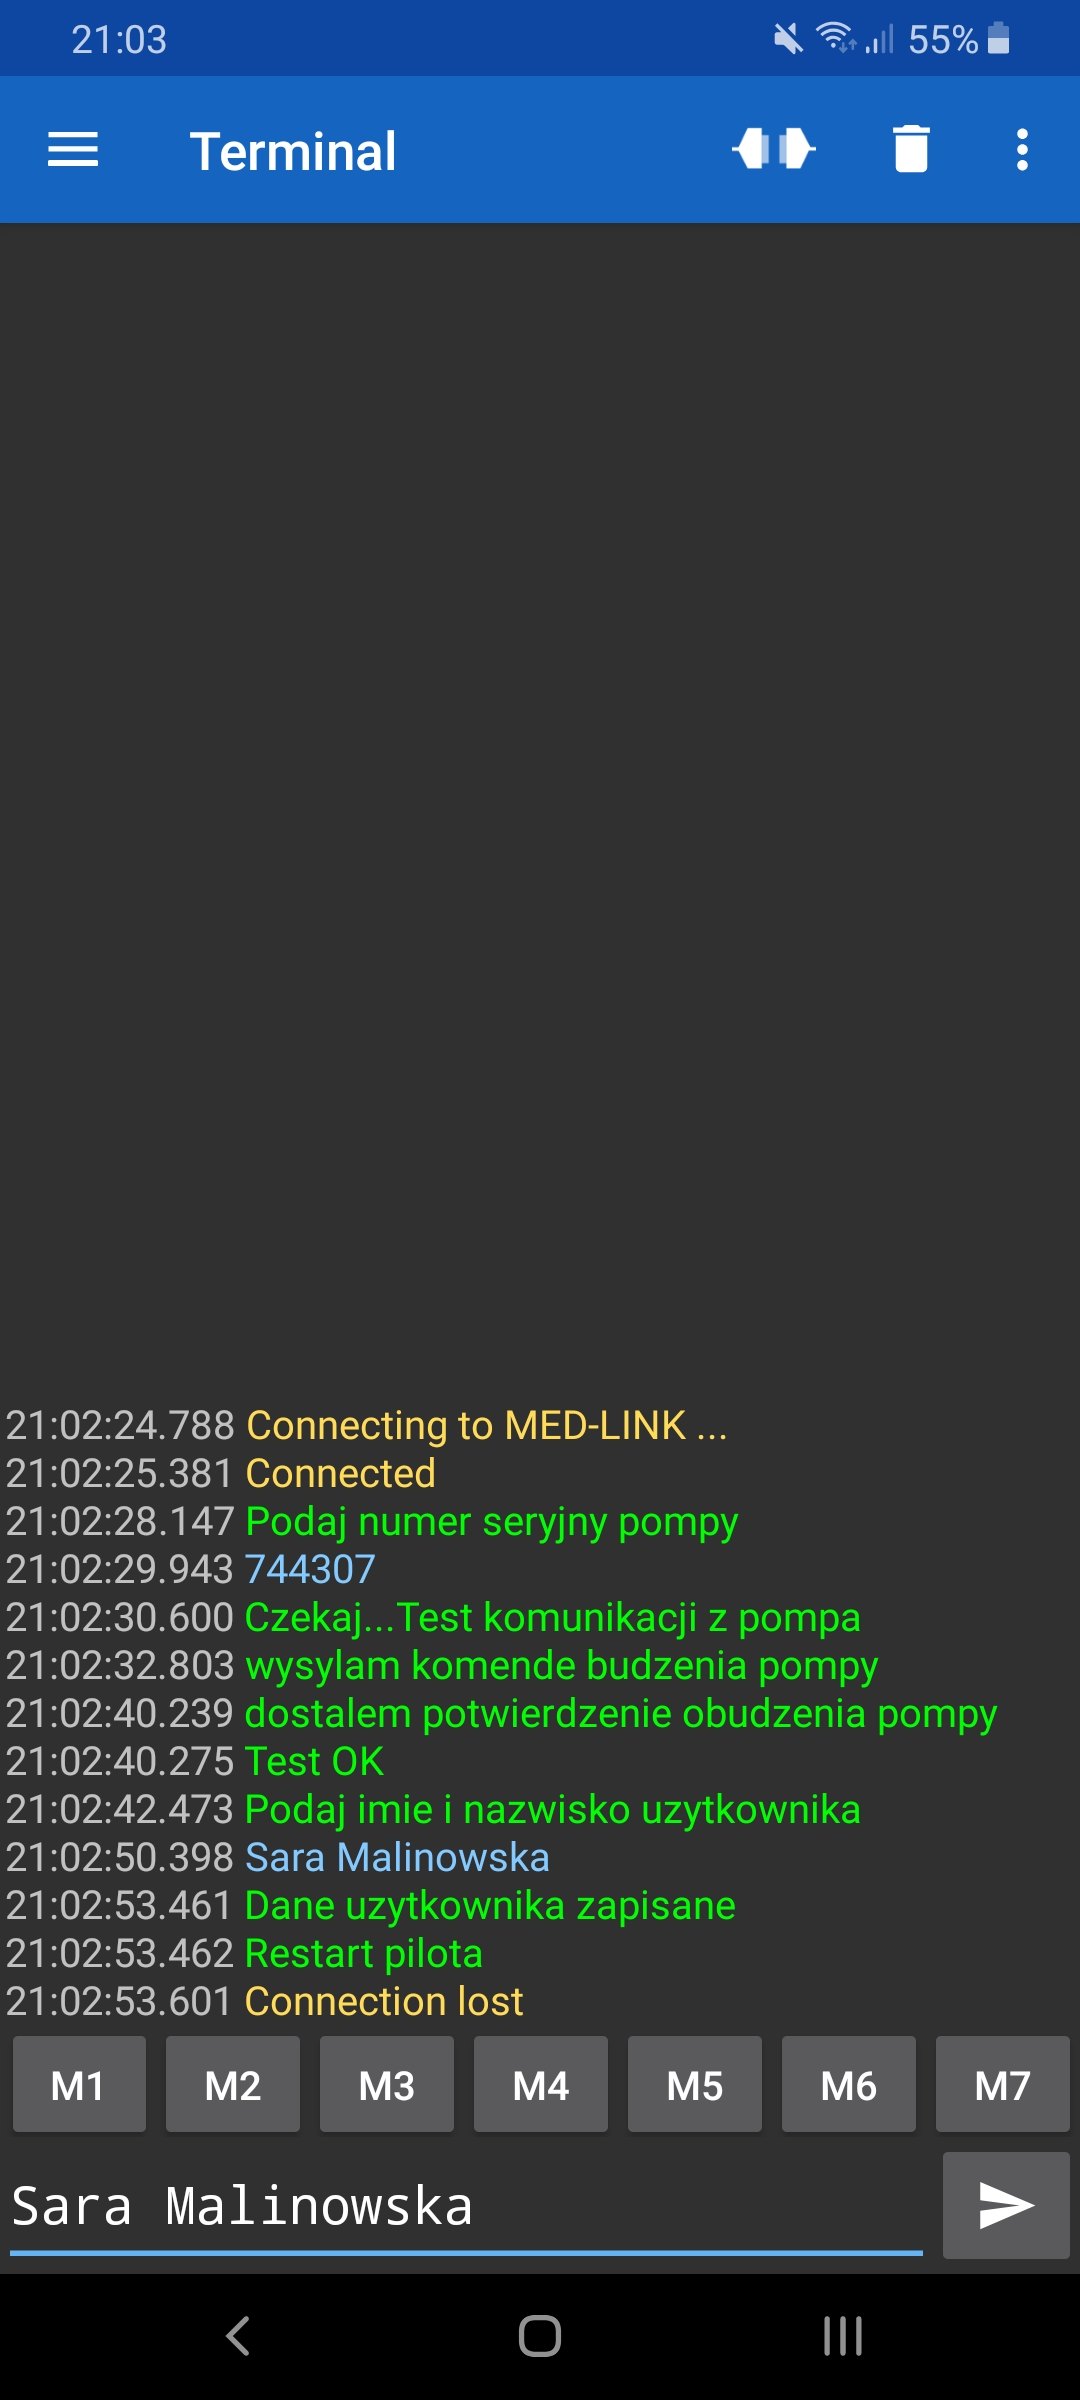 21:03
55%
Terminal
21:02:24.788 Connecting to MED-LINK ...
21:02:25.381 Connected
21:02:28.147 Podaj numer seryjny pompy
21:02:29.943 744307
21:02:30.600 Czekaj...Test komunikacji z pompa
21:02:32.803 wysylam komende budzenia pompy
21:02:40.239 dostalem potwierdzenie obudzenia pompy
21:02:40.275 Test OK
21:02:42.473 Podaj imie i nazwisko uzytkownika
21:02:50.398 Sara Malinowska
21:02:53.461 Dane uzytkownika zapisane
21:02:53.462 Restart pilota
21:02:53.601 Connection lost
M1 M2 M3 M4 M5 M6 M7
Sara Malinowska